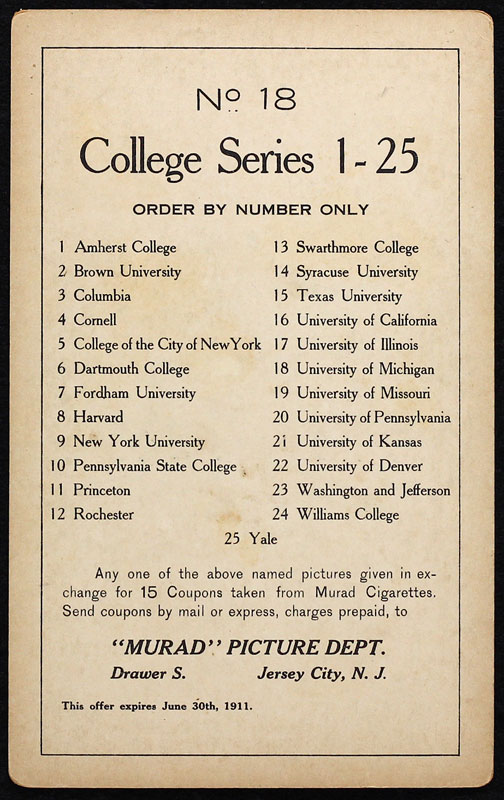 No 18
College Series 1-25
ORDER BY NUMBER ONLY
1 Amherst College
2 Brown University
3 Columbia
4 Cornell
5 College of the City of New York
6 Dartmouth College
7 Fordham University
8 Harvard
9 New York University
10 Pennsylvania State College
11 Princeton
12 Rochester
13 Swarthmore College
14 Syracuse University
15 Texas University
16 University of California
17 University of Illinois
18 University of Michigan
19 University of Missouri
20 University of Pennsylvania
21 University of Kansas
22 University of Denver
23 Washington and Jefferson
24 Williams College
25 Yale
Any one of the above named pictures given in ex-
change for 15 Coupons taken from Murad Cigarettes.
Send coupons by mail or express, charges prepaid, to
"MURAD" PICTURE DEPT.
Drawer S. Jersey City, N. J.
This offer expires June 30th, 1911.